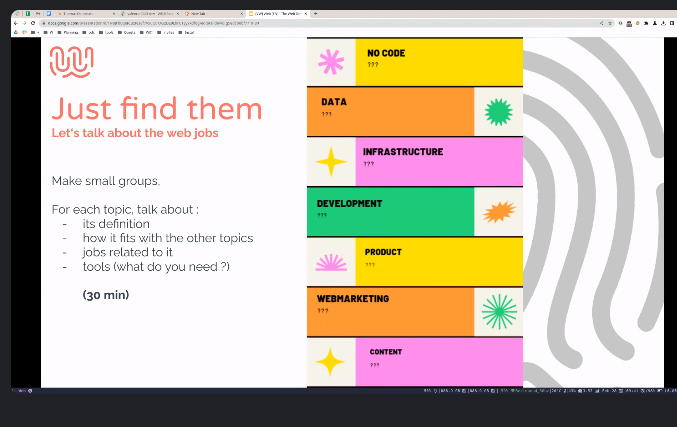 Just find them
Let's talk about the web jobs
Make small groups,
For each topic, talk about :
- its definition
- how it fits with the other topics
- jobs related to it
- tools (what do you need ?)
(30 min)
NO CODE
???
DATA
???
INFRASTRUCTURE
???
DEVELOPMENT
???
PRODUCT
???
WEBMARKETING
???
CONTENT
???